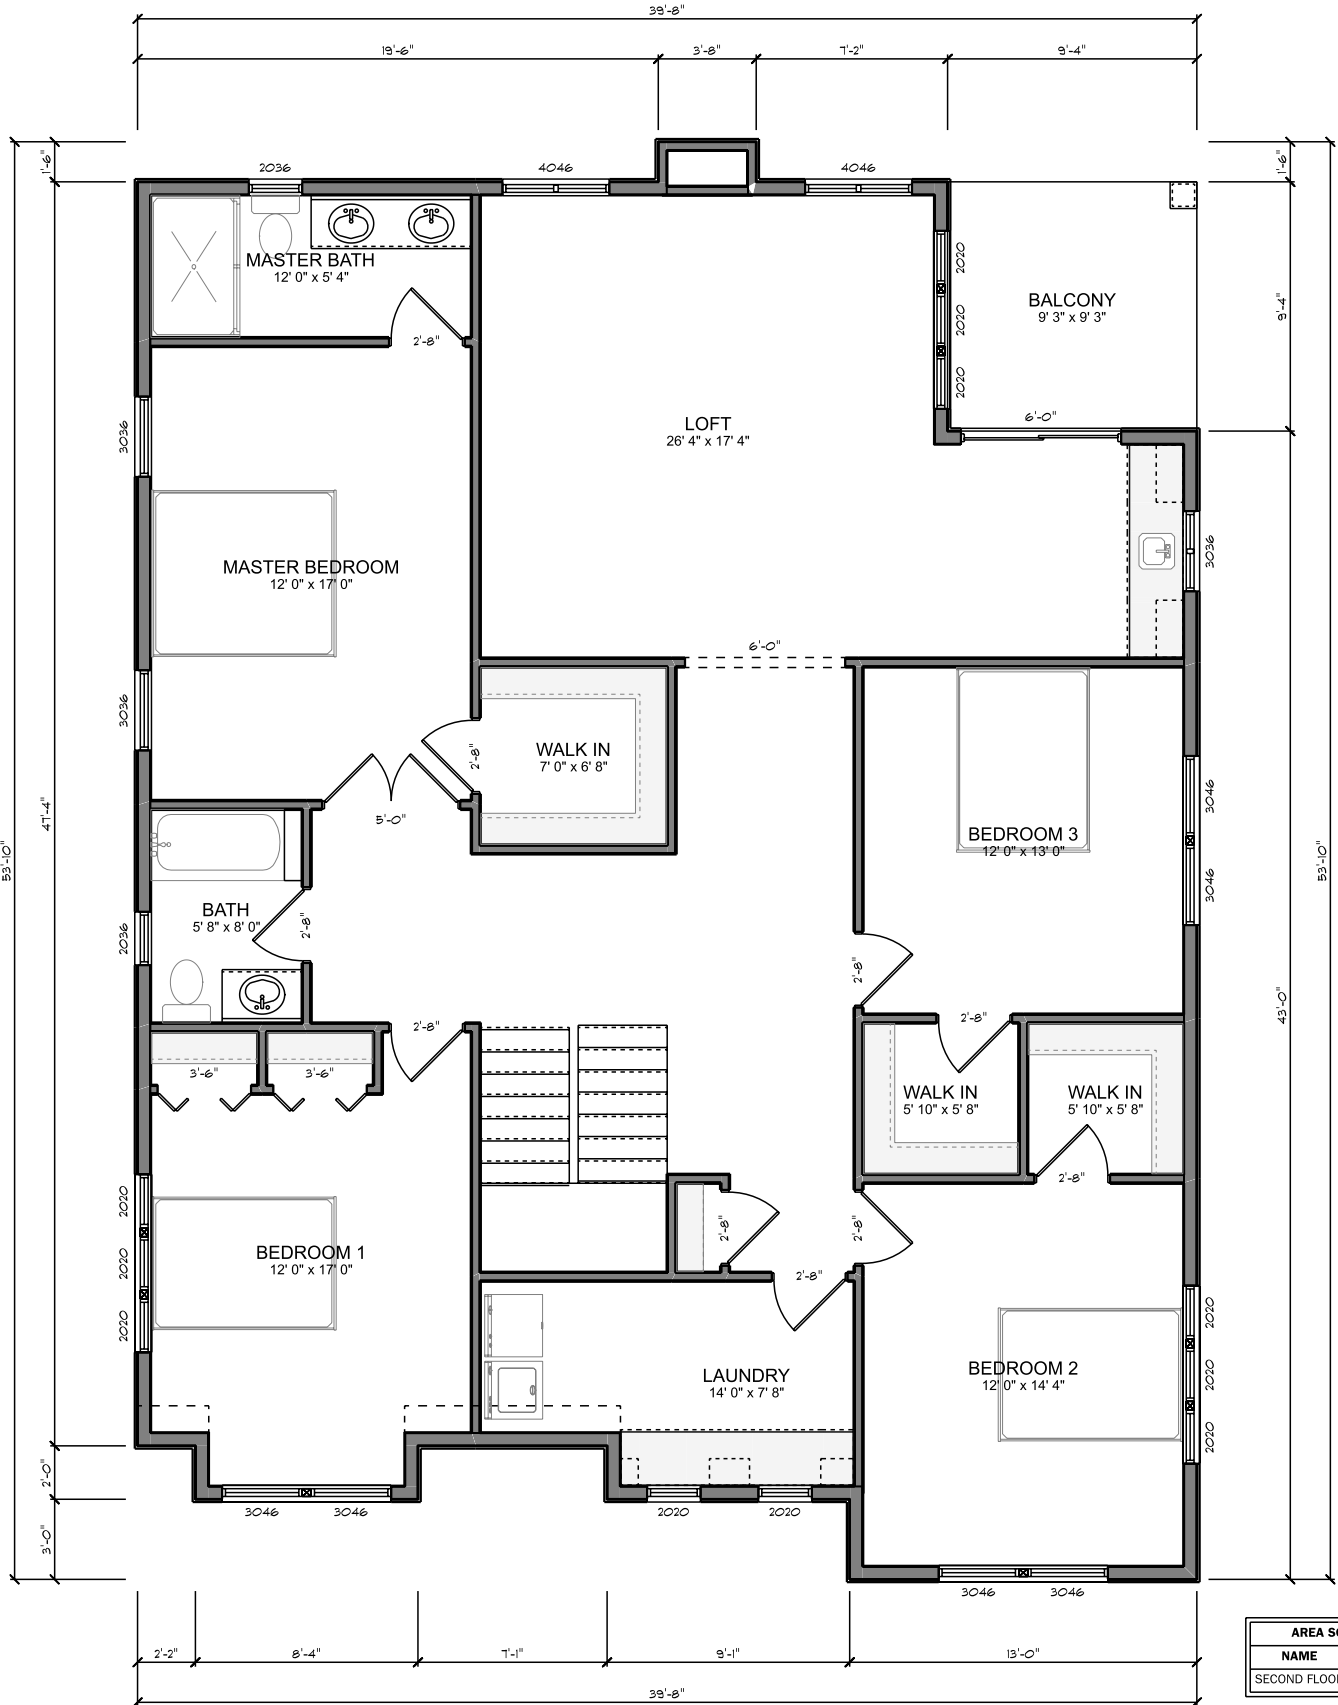 39'-8"
19'-6" 3'-8" 7'-2" 9'-4"
1'-6" 1'-6"
2036 4046 4046
MASTER BATH
12' 0" x 5' 4"
2'-8"
2020
2020
2020
BALCONY
9' 3" x 9' 3"
9'-4"
6'-0"
LOFT
26' 4" x 17' 4"
3036
3036
MASTER BEDROOM
12' 0" x 17' 0"
6'-0"
3036
WALK IN
7' 0" x 6' 8"
2'-8"
5'-0"
47'-4"
53'-10"
53'-10"
BEDROOM 3
12' 0" x 13' 0"
3046
3046
BATH
5' 8" x 8' 0"
2036
2'-8"
2'-8"
43'-0"
2'-8"
2'-8"
3'-6" 3'-6"
WALK IN
5' 10" x 5' 8"
WALK IN
5' 10" x 5' 8"
2'-8"
2020
2020
2020
BEDROOM 1
12' 0" x 17' 0"
2'-8"
2'-8"
2'-8"
LAUNDRY
14' 0" x 7' 8"
BEDROOM 2
12' 0" x 14' 4"
2020
2020
2020
2'-0"
3'-0"
3046 3046
2020 2020
3046 3046
2'-2" 8'-4" 7'-1" 9'-1" 13'-0"
39'-8"
AREA
NAME
SECOND